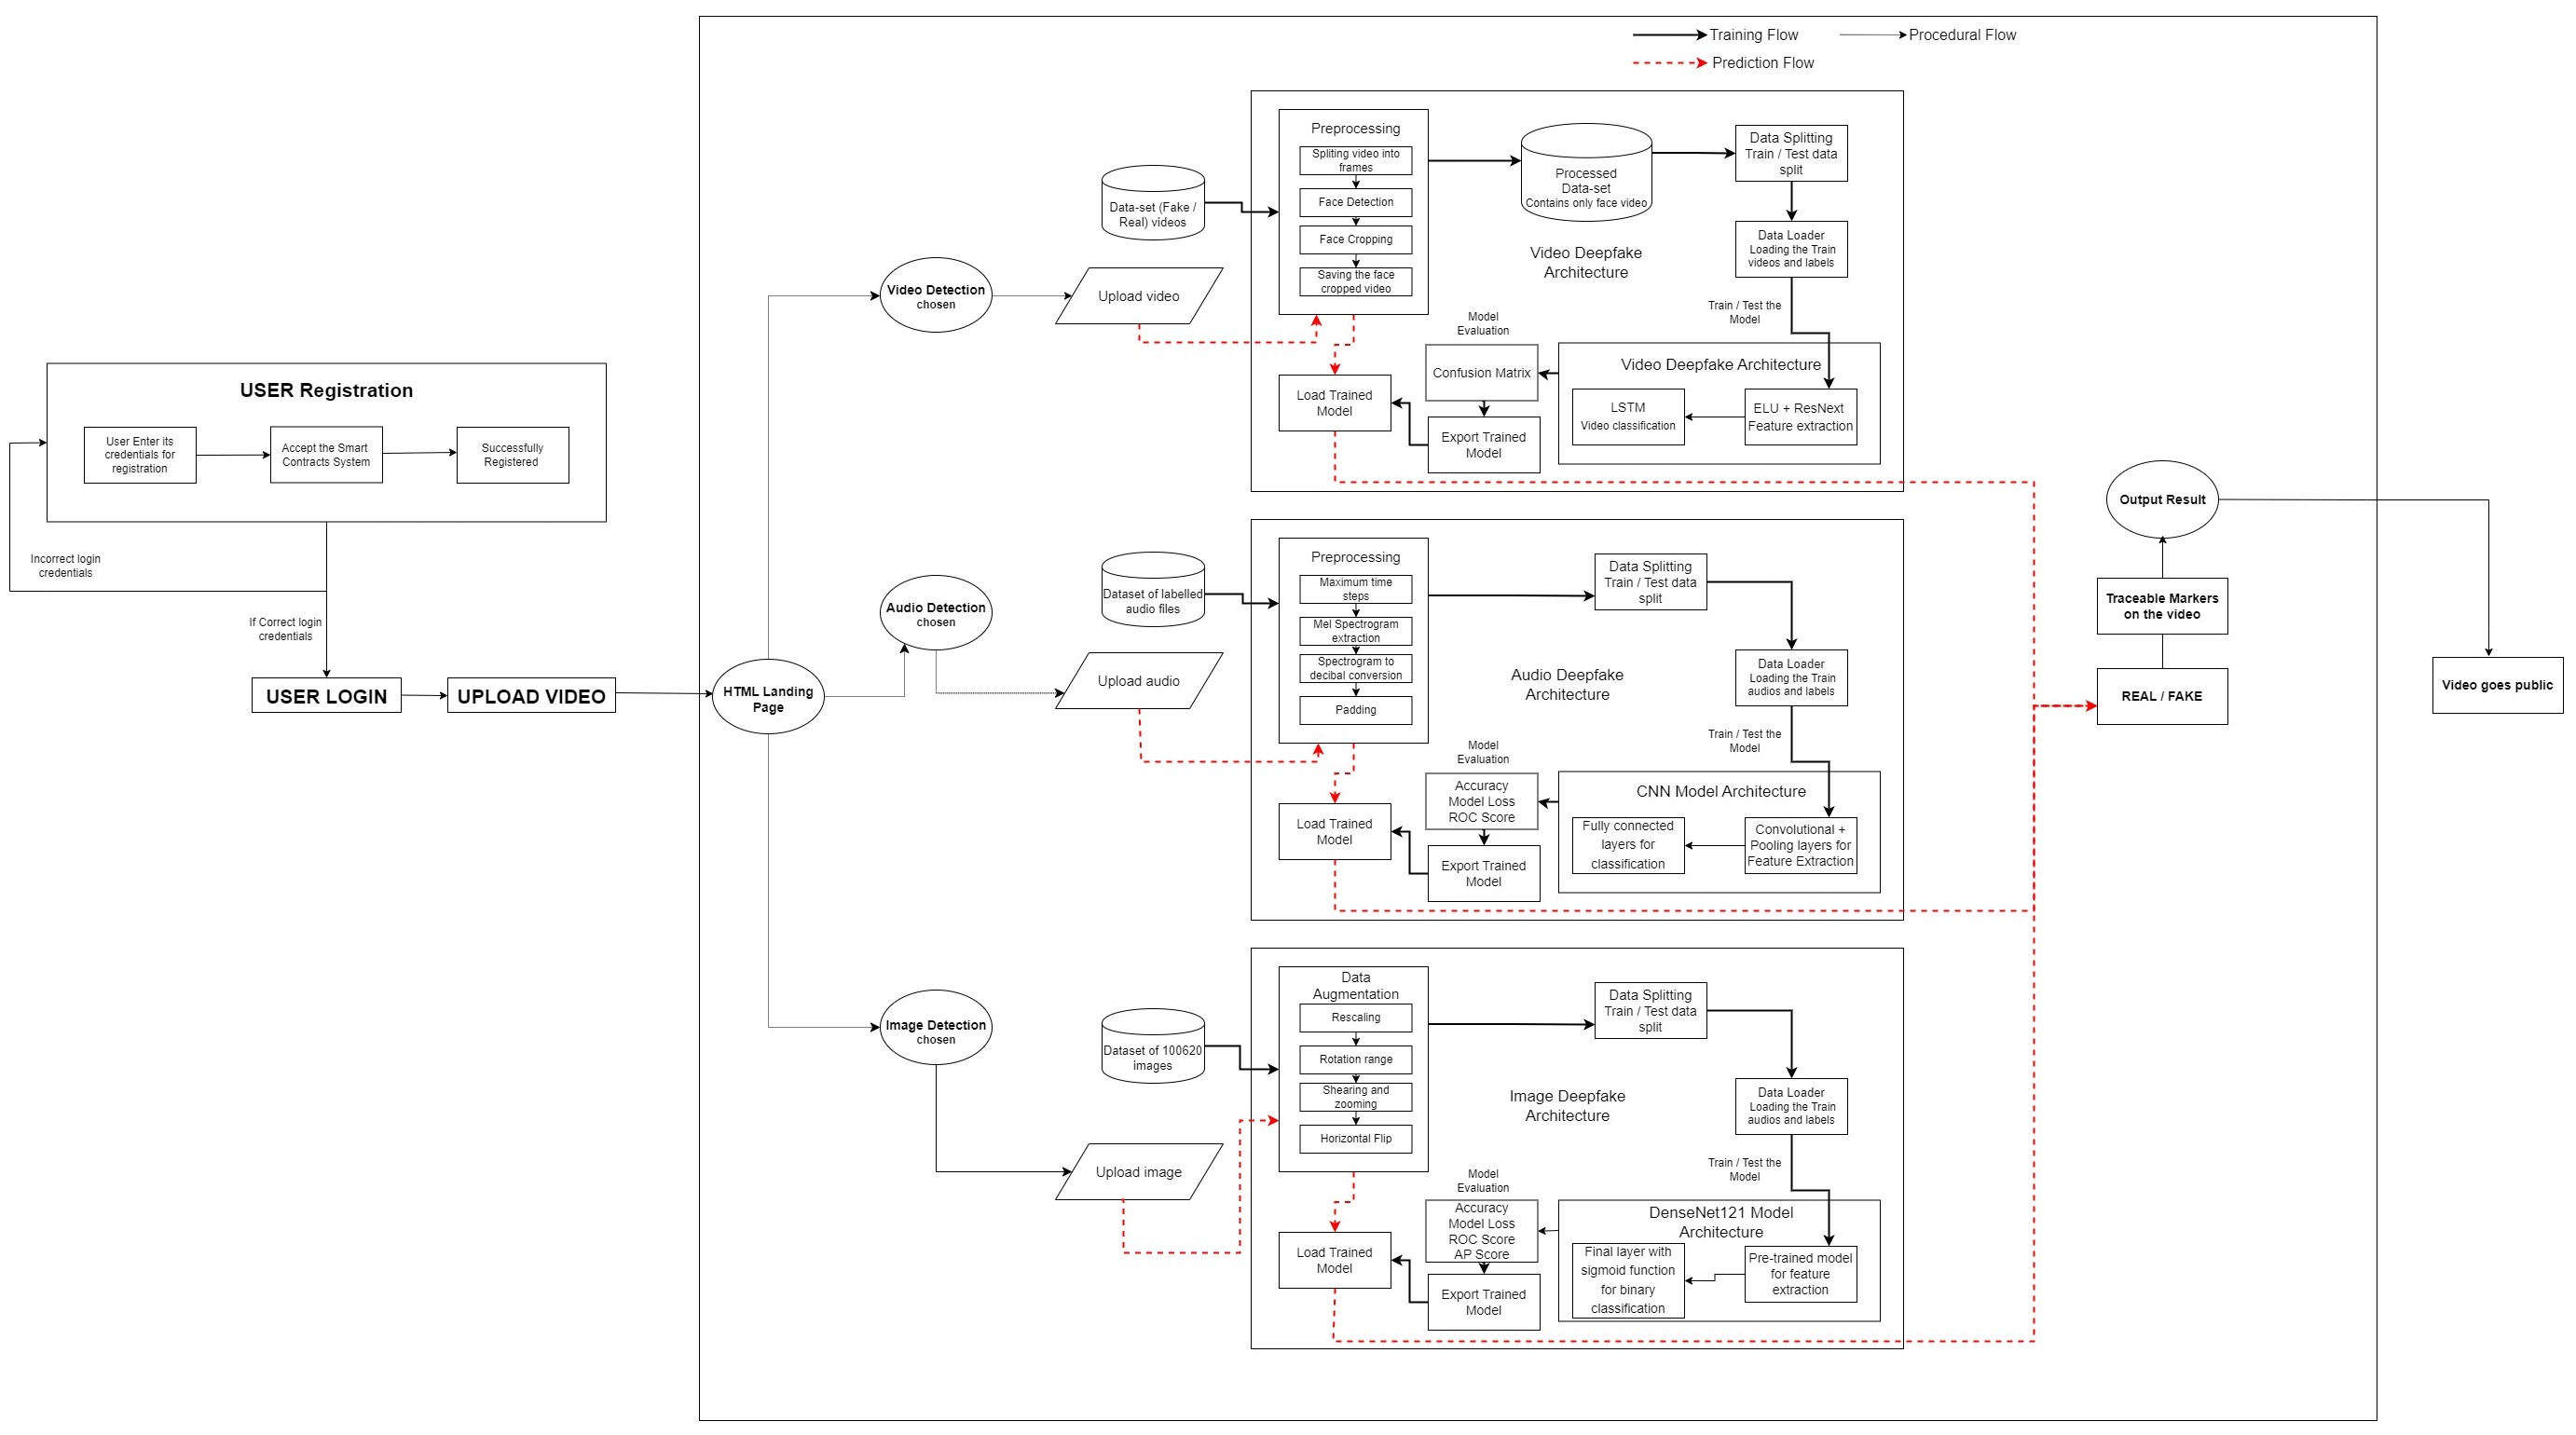 Training Flow
Procedural Flow
Prediction Flow
USER Registration
User Enter its
credentials for
registration
Accept the Smart
Contracts System
Successfully
Registered
Incorrect login
credentials
If Correct login
credentials
USER LOGIN
UPLOAD VIDEO
HTML Landing
Page
Video Detection
chosen
Upload video
Data-set (Fake /
Real) videos
Preprocessing
Spliting video into
frames
Face Detection
Face Cropping
Saving the face
cropped video
Processed
Data-set
Contains only face video
Data Splitting
Train / Test data
split
Data Loader
Loading the Train
videos and labels
Video Deepfake
Architecture
Train / Test the
Model
Model
Evaluation
Confusion Matrix
Video Deepfake Architecture
LSTM
Video classification
ELU + ResNext
Feature extraction
Load Trained
Model
Export Trained
Model
Audio Detection
chosen
Upload audio
Dataset of labelled
audio files
Preprocessing
Maximum time
steps
Mel Spectrogram
extraction
Spectrogram to
decibal conversion
Padding
Data Splitting
Train / Test data
split
Data Loader
Loading the Train
audios and labels
Audio Deepfake
Architecture
Train / Test the
Model
Model
Evaluation
Accuracy
Model Loss
ROC Score
CNN Model Architecture
Fully connected
layers for
classification
Convolutional +
Pooling layers for
Feature Extraction
Load Trained
Model
Export Trained
Model
Image Detection
chosen
Upload image
Dataset of 100620
images
Data
Augmentation
Rescaling
Rotation range
Shearing and
zooming
Horizontal Flip
Data Splitting
Train / Test data
split
Data Loader
Loading the Train
audios and labels
Image Deepfake
Architecture
Train / Test the
Model
Model
Evaluation
Accuracy
Model Loss
ROC Score
AP Score
DenseNet121 Model
Architecture
Final layer with
sigmoid function
for binary
classification
Pre-trained model
for feature
extraction
Load Trained
Model
Export Trained
Model
Output Result
Traceable Markers
on the video
REAL / FAKE
Video goes public